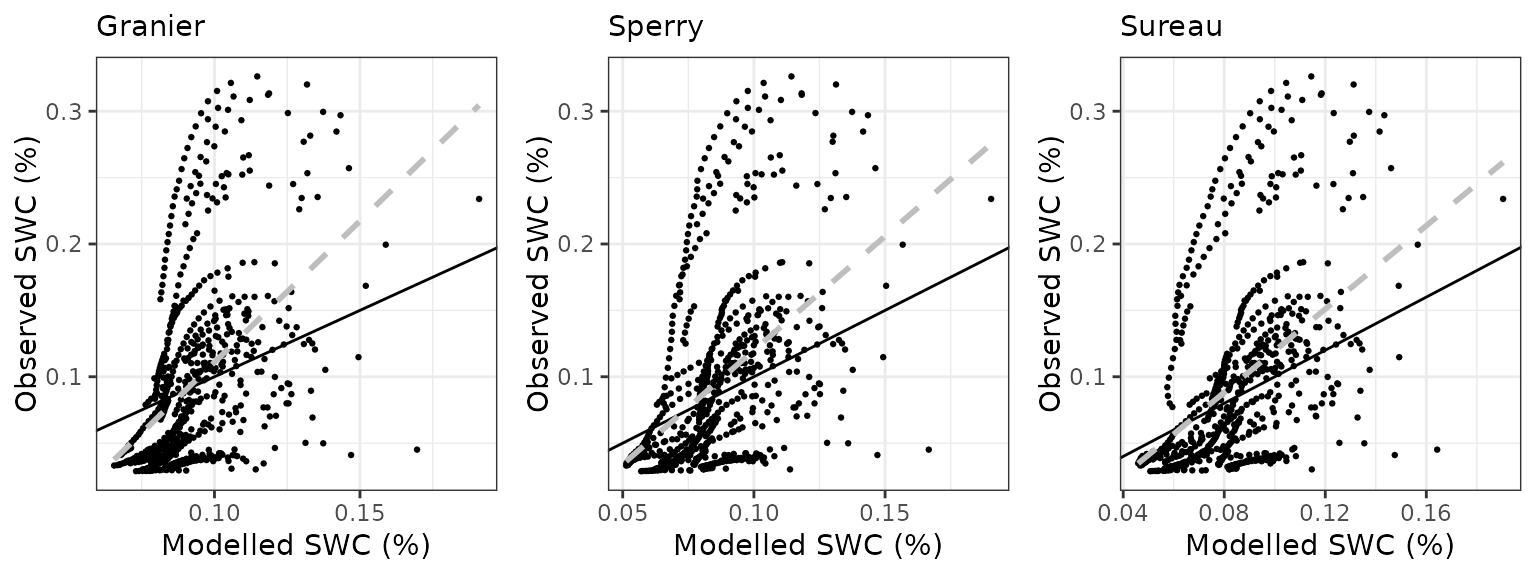 Granier
Sperry
Sureau
Observed SWC (%)
0.3
0.2
0.1
0.10
0.15
Modelled SWC (%)
Observed SWC (%)
0.3
0.2
0.1
0.05
0.10
0.15
Modelled SWC (%)
Observed SWC (%)
0.3
0.2
0.1
0.04
0.08
0.12
0.16
Modelled SWC (%)